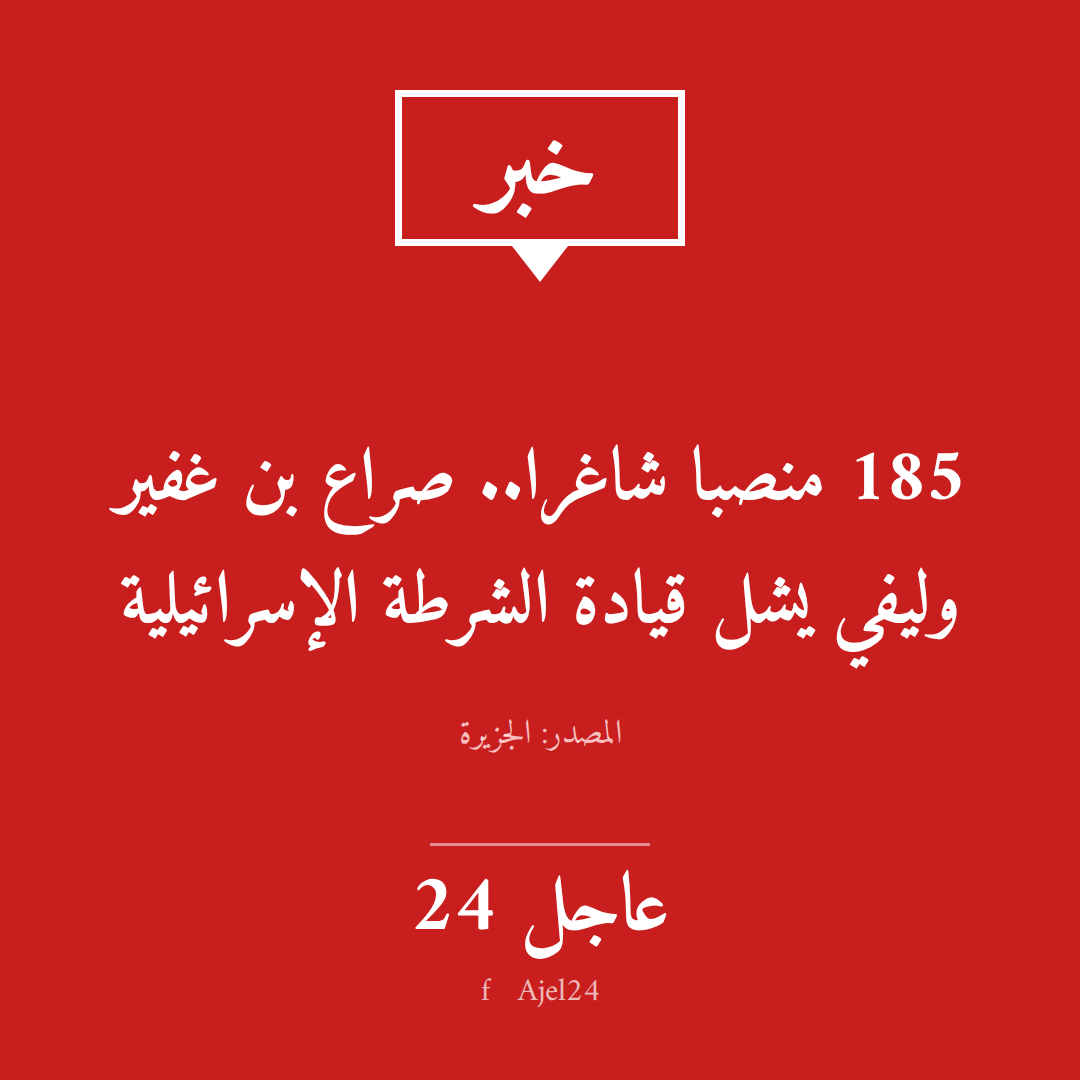 خبر
185 منصبا شاغرا.. صراع بن غفير
وليفي يشل قيادة الشرطة الإسرائيلية
المصدر: الجزيرة
عاجل 24
f Ajel24